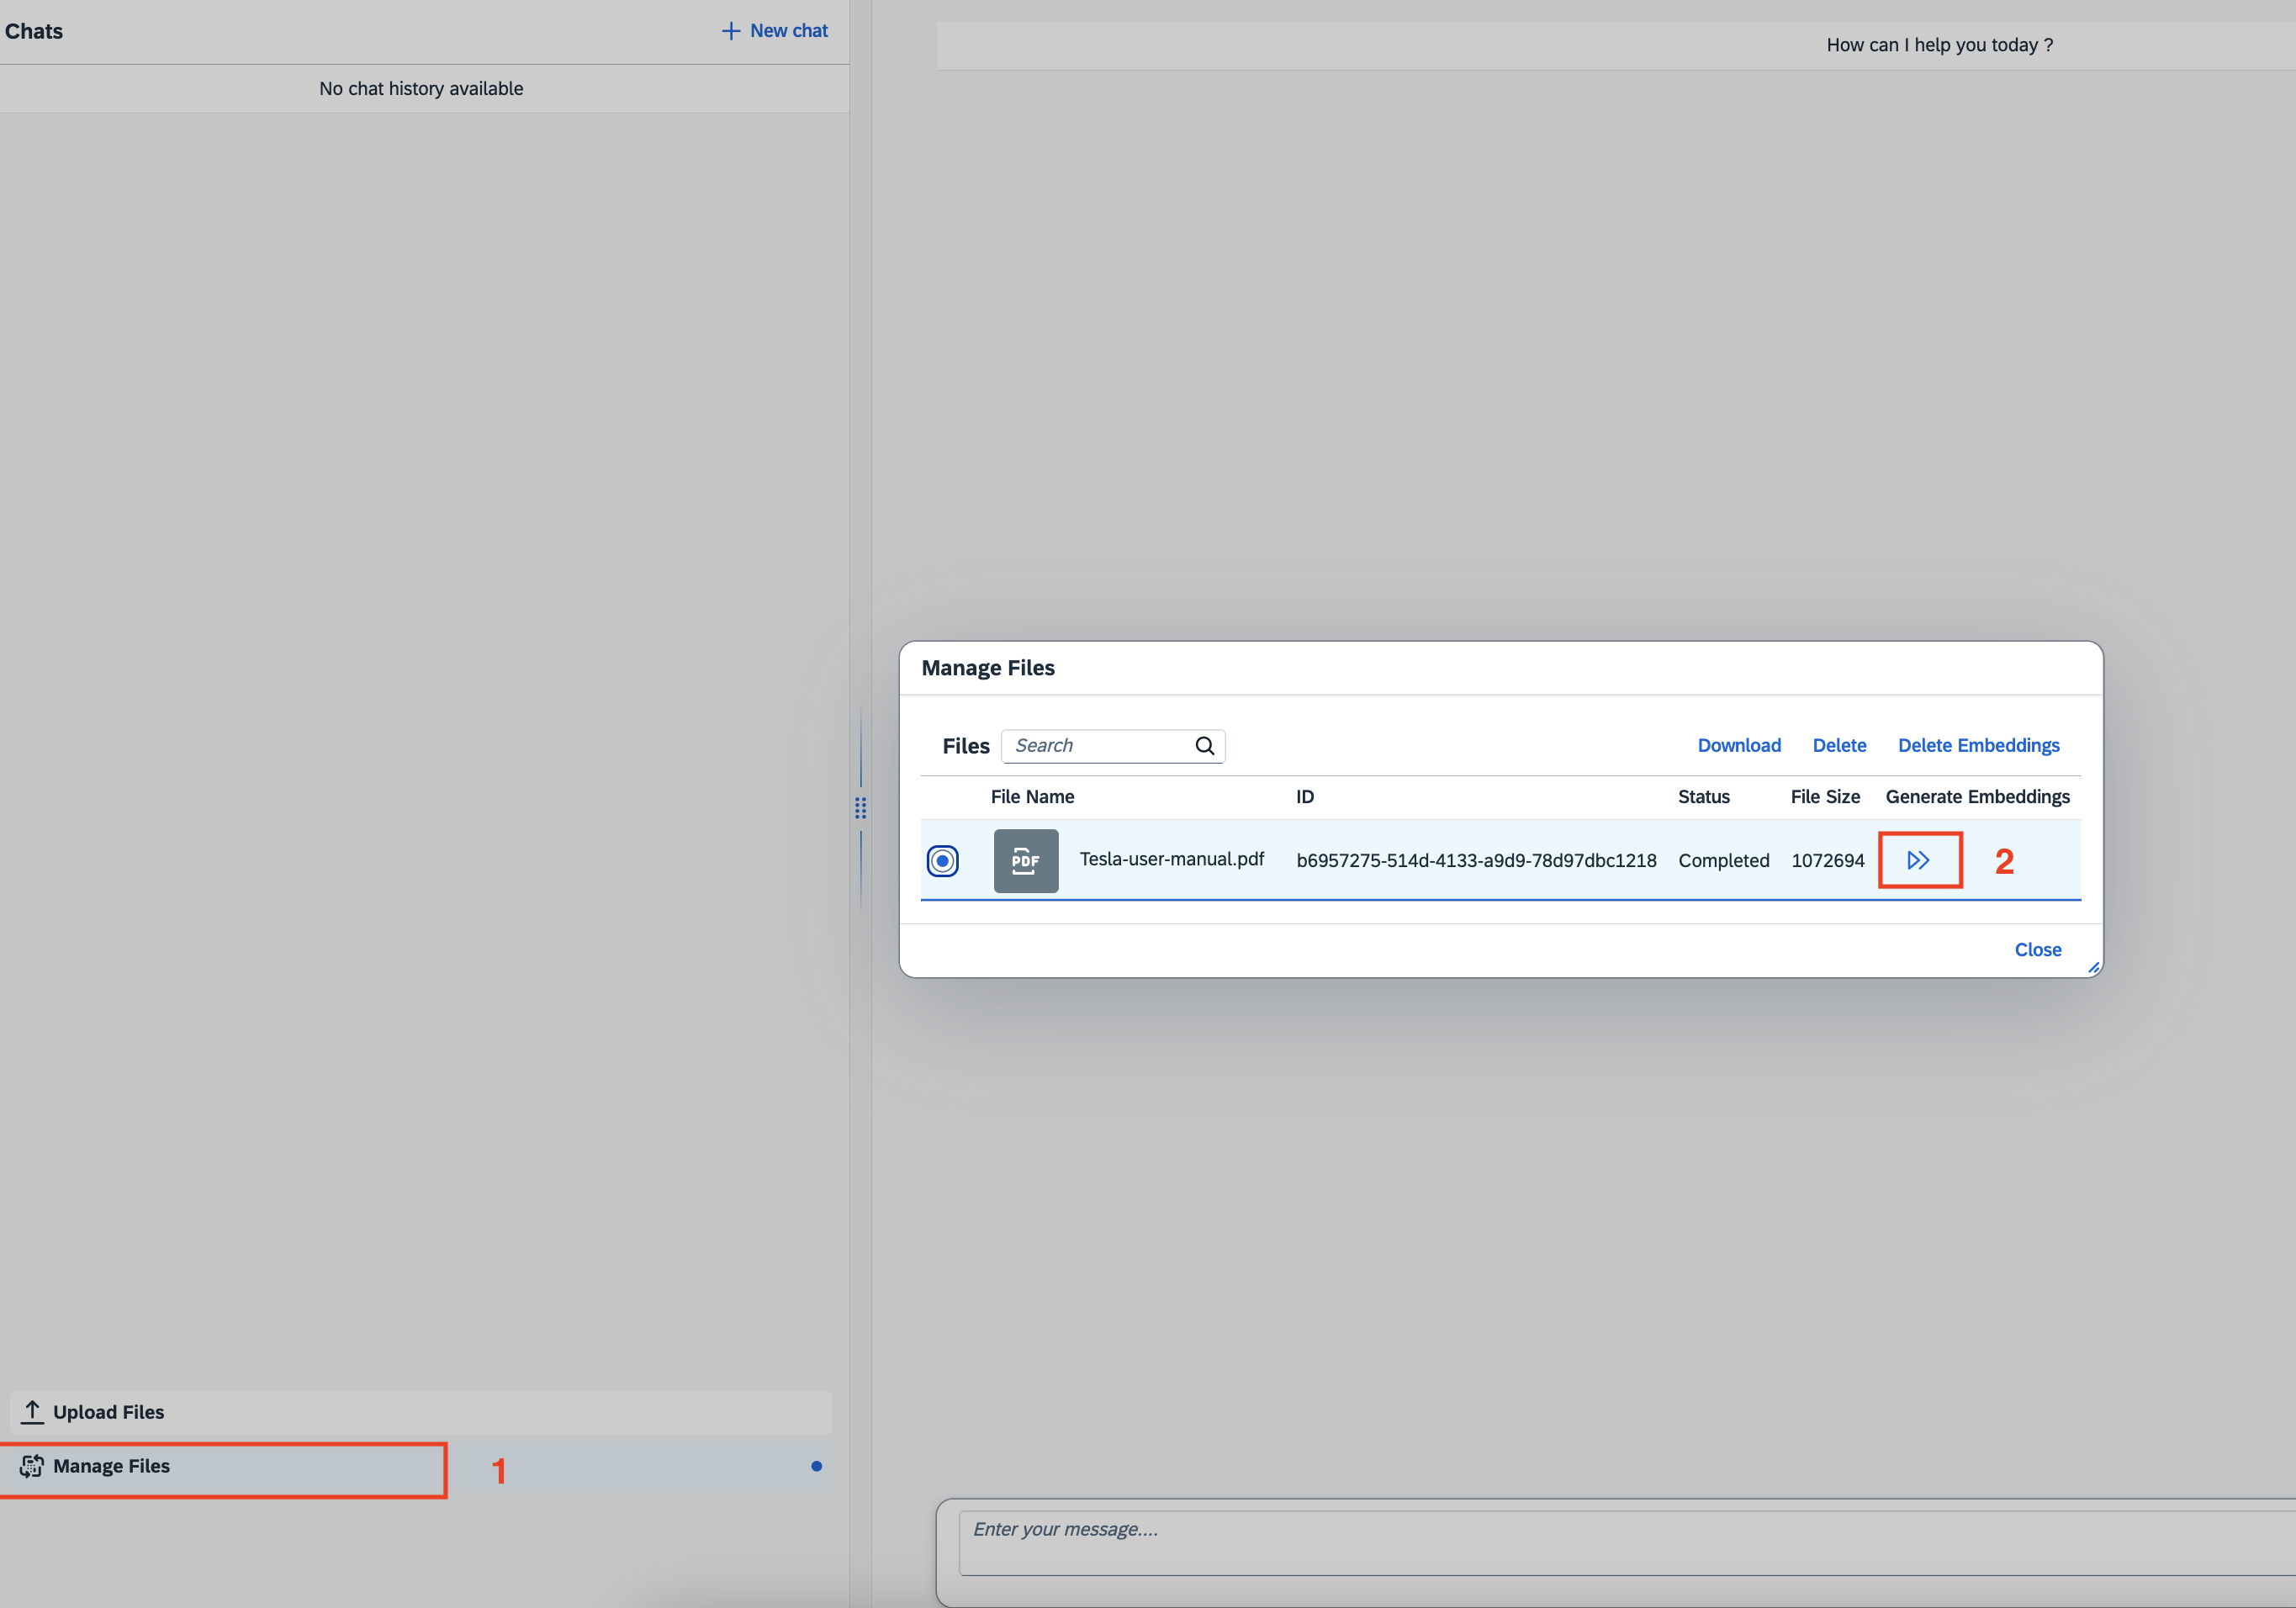 Chats
New chat
No chat history available
How can I help you today ?
Manage Files
Files
Search
Download
Delete
Delete Embeddings
File Name
ID
Status
File Size
Generate Embeddings
PDF
Tesla-user-manual.pdf
b6957275-514d-4133-a9d9-78d97dbc1218
Completed
1072694
2
Close
Upload Files
Manage Files
1
Enter your message....